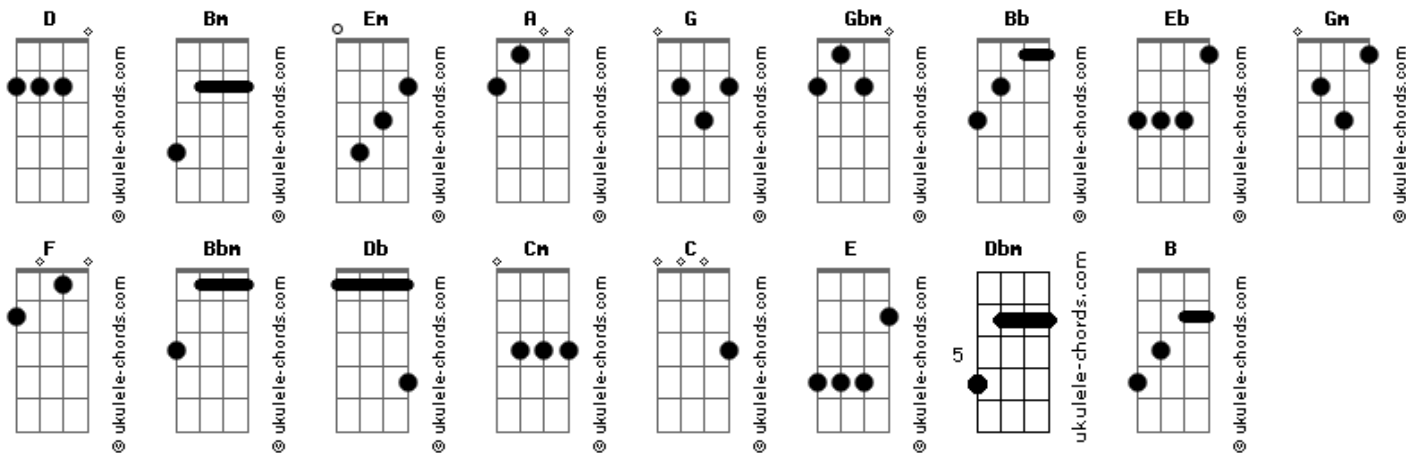 D Bm Em A G Gbm Bb Eb Gm
© ukulele-chords.com © ukulele-chords.com © ukulele-chords.com © ukulele-chords.com © ukulele-chords.com © ukulele-chords.com © ukulele-chords.com © ukulele-chords.com © ukulele-chords.com
F Bbm Db Cm C E Dbm B
5
© ukulele-chords.com © ukulele-chords.com © ukulele-chords.com © ukulele-chords.com © ukulele-chords.com © ukulele-chords.com ukulele-chords.com © ukulele-chords.com